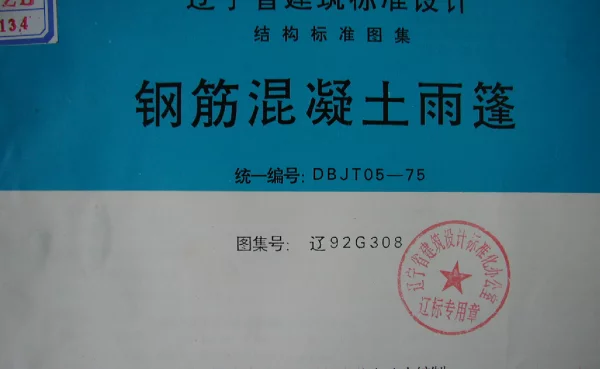 辽宁省建筑标准设计
134
结构标准图集
钢筋混凝土雨篷
统一编号: DBJT05—75
图集号: 辽92G308
辽宁省建筑设计标准化办公室
辽标专用章